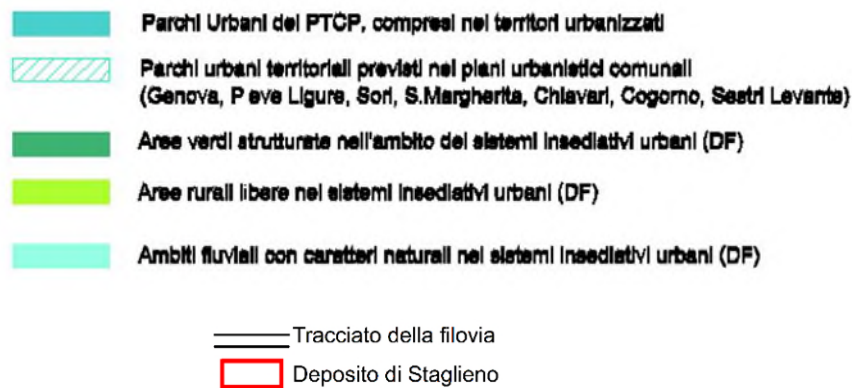 Parchi Urbani del PTCP, compresi nei territori urbanizzati
Parchi urbani territoriali previsti nei piani urbanistici comunali
(Genova, P eve Ligure, Sori, S.Margherita, Chiavari, Cogorno, Sestri Levante)
Aree verdi strutturate nell'ambito dei sistemi insediativi urbani (DF)
Aree rurali libere nei sistemi insediativi urbani (DF)
Ambiti fluviali con caratteri naturali nei sistemi insediativi urbani (DF)
Tracciato della filovia
Deposito di Staglieno